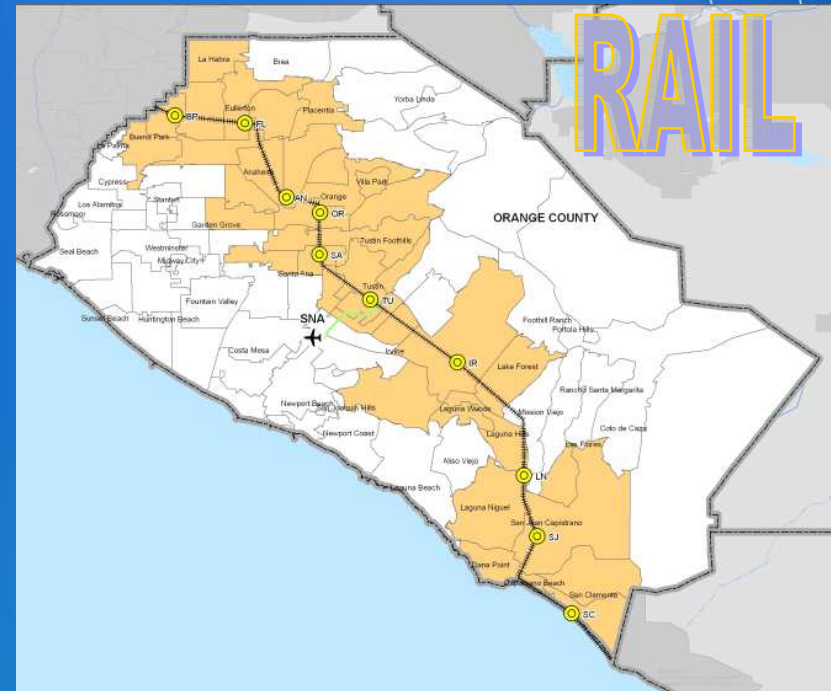 RAIL
La Habra
Brea
Yorba Linda
BP
Fullerton
FL
Placentia
Buena Park
La Palma
Cypress
Anaheim
Villa Park
Los Alamitos
Stanton
AN
Orange
OR
Rossmoor
Garden Grove
ORANGE COUNTY
Seal Beach
Westminster
Midway City
Tustin Foothills
SA
Santa Ana
Tustin
TU
Fountain Valley
Sunset Beach
Huntington Beach
SNA
Foothill Ranch
Portola Hills
Costa Mesa
Irvine
IR
Lake Forest
Rancho Santa Margarita
Newport Beach
San Joaquin Hills
Laguna Woods
Mission Viejo
Newport Coast
Laguna Hills
Coto de Caza
Las Flores
Aliso Viejo
Laguna Beach
LN
Laguna Niguel
San Juan Capistrano
SJ
Dana Point
Capistrano Beach
San Clemente
SC